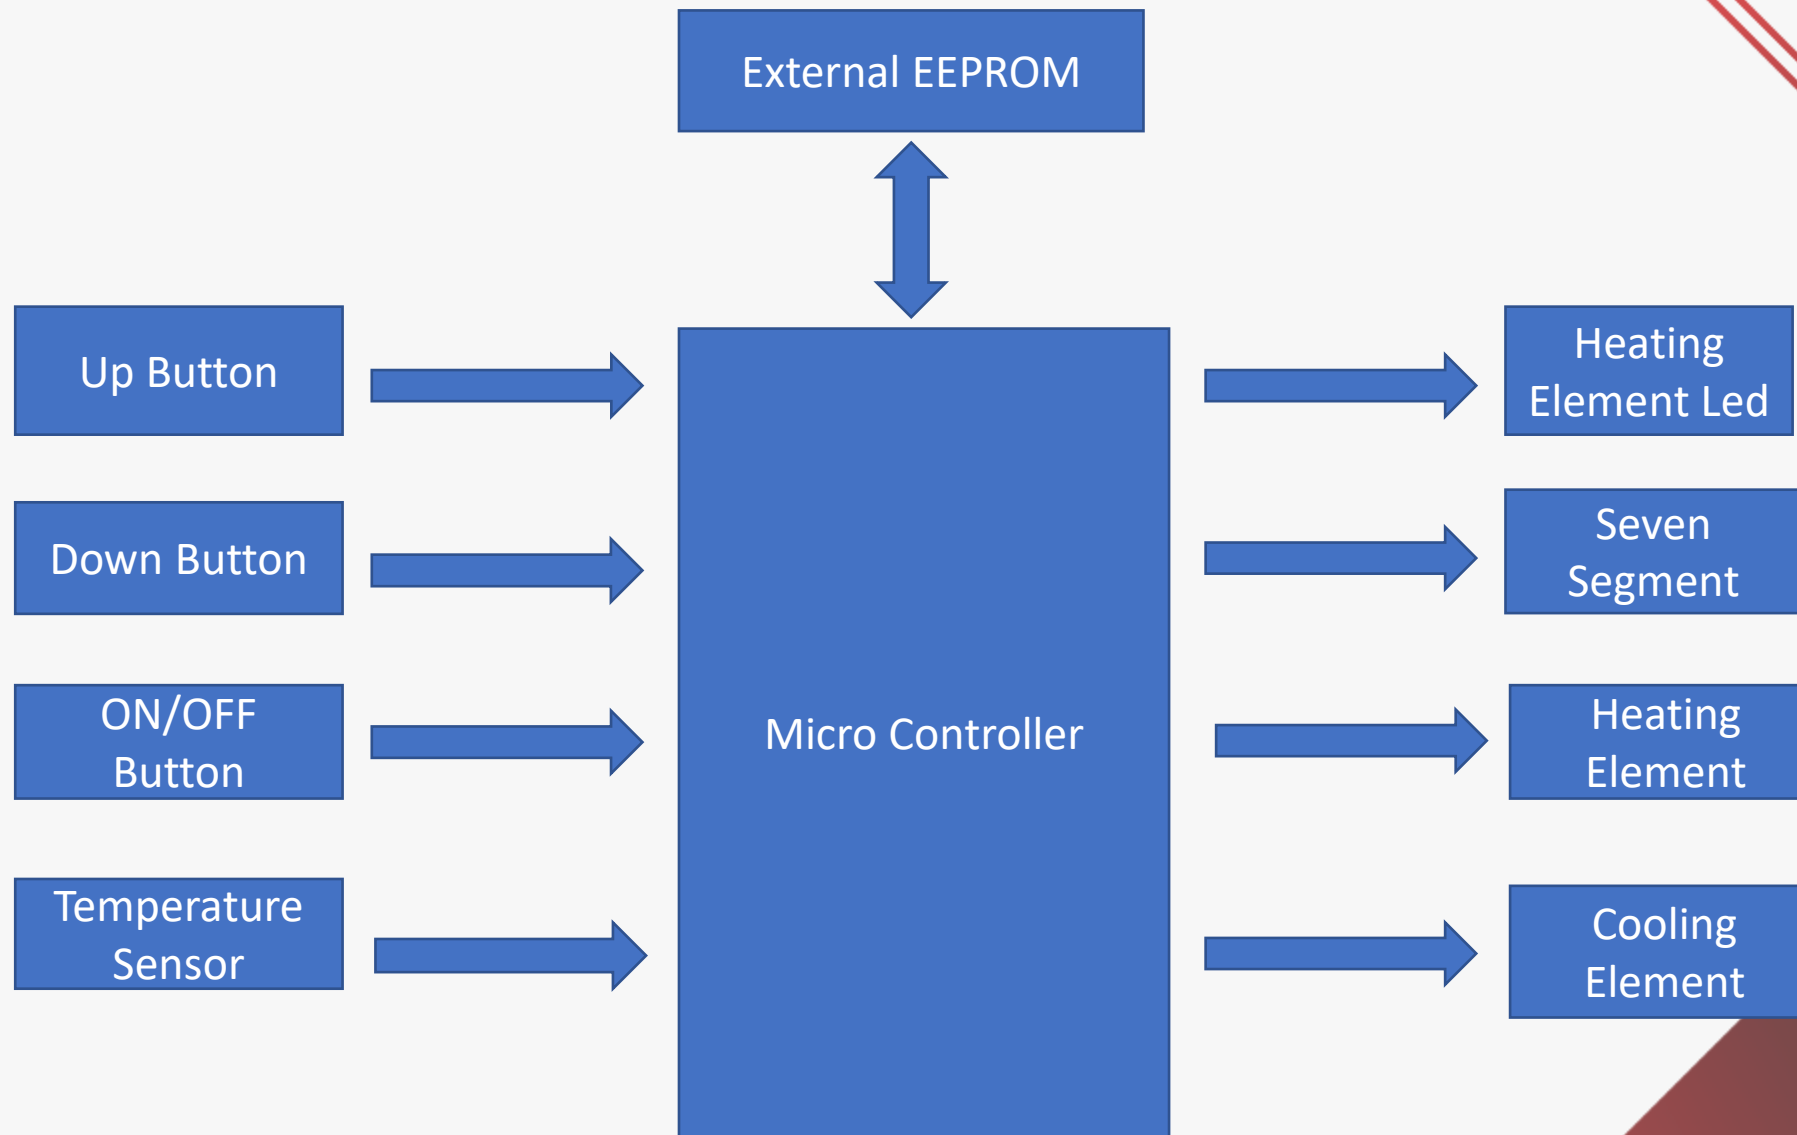 External EEPROM
Up Button
Down Button
ON/OFF
Button
Temperature
Sensor
Micro Controller
Heating
Element Led
Seven
Segment
Heating
Element
Cooling
Element